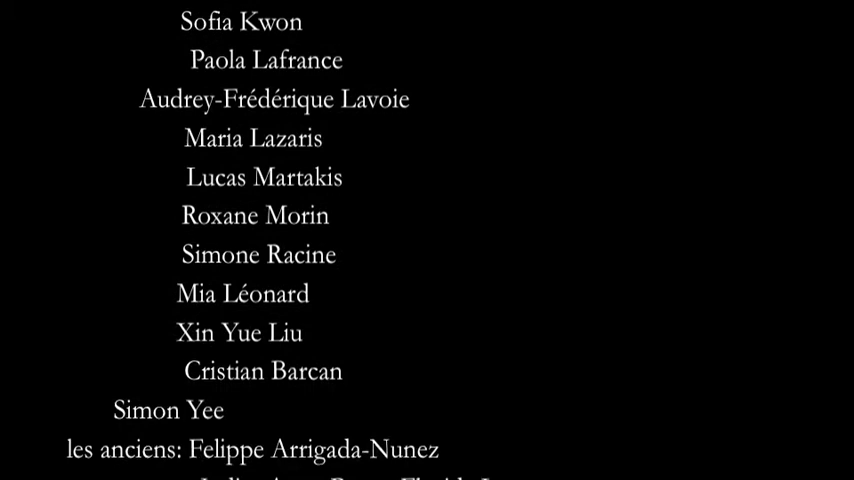 Sofia Kwon
Paola Lafrance
Audrey-Frédérique Lavoie
Maria Lazaris
Lucas Martakis
Roxane Morin
Simone Racine
Mia Léonard
Xin Yue Liu
Cristian Barcan
Simon Yee
les anciens: Felippe Arrigada-Nunez